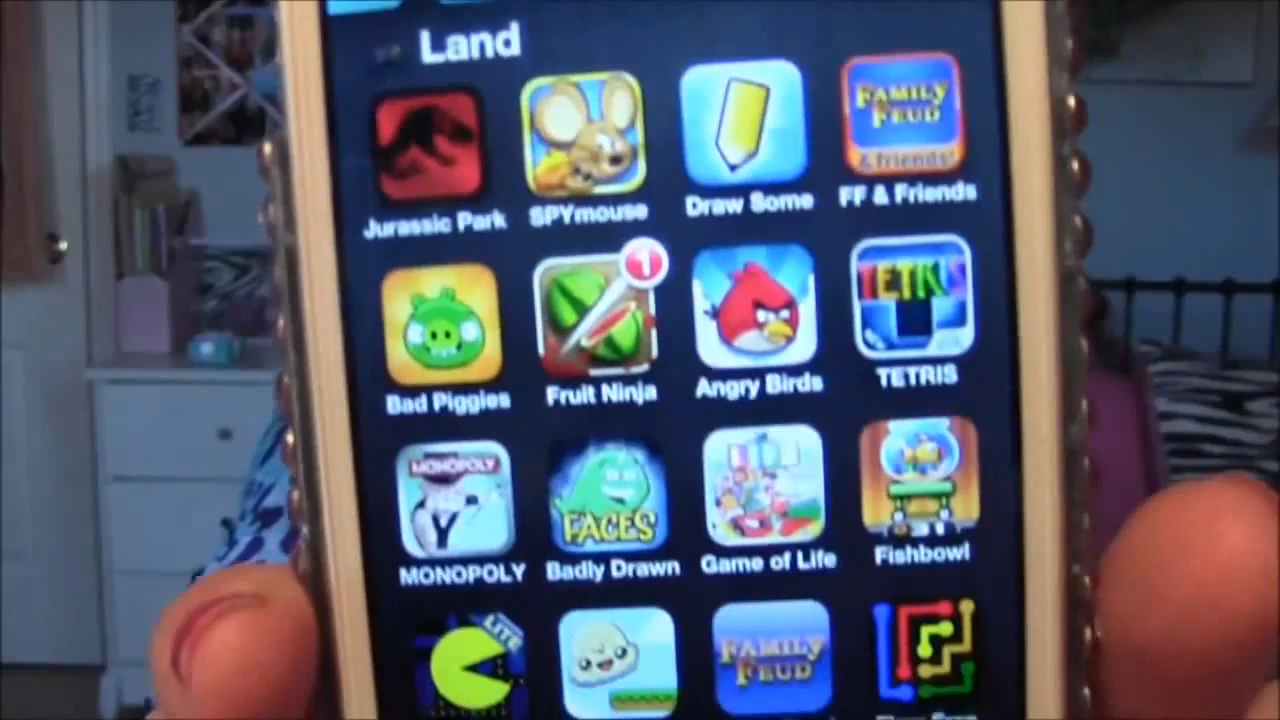 Land
FAMILY
FEUD
& friends!
Jurassic Park
SPYmouse
Draw Some
FF & Friends
1
TETRIS
Bad Piggies
Fruit Ninja
Angry Birds
TETRIS
MONOPOLY
FACES
MONOPOLY
Badly Drawn
Game of Life
Fishbowl
LITE
FAMILY
FEUD